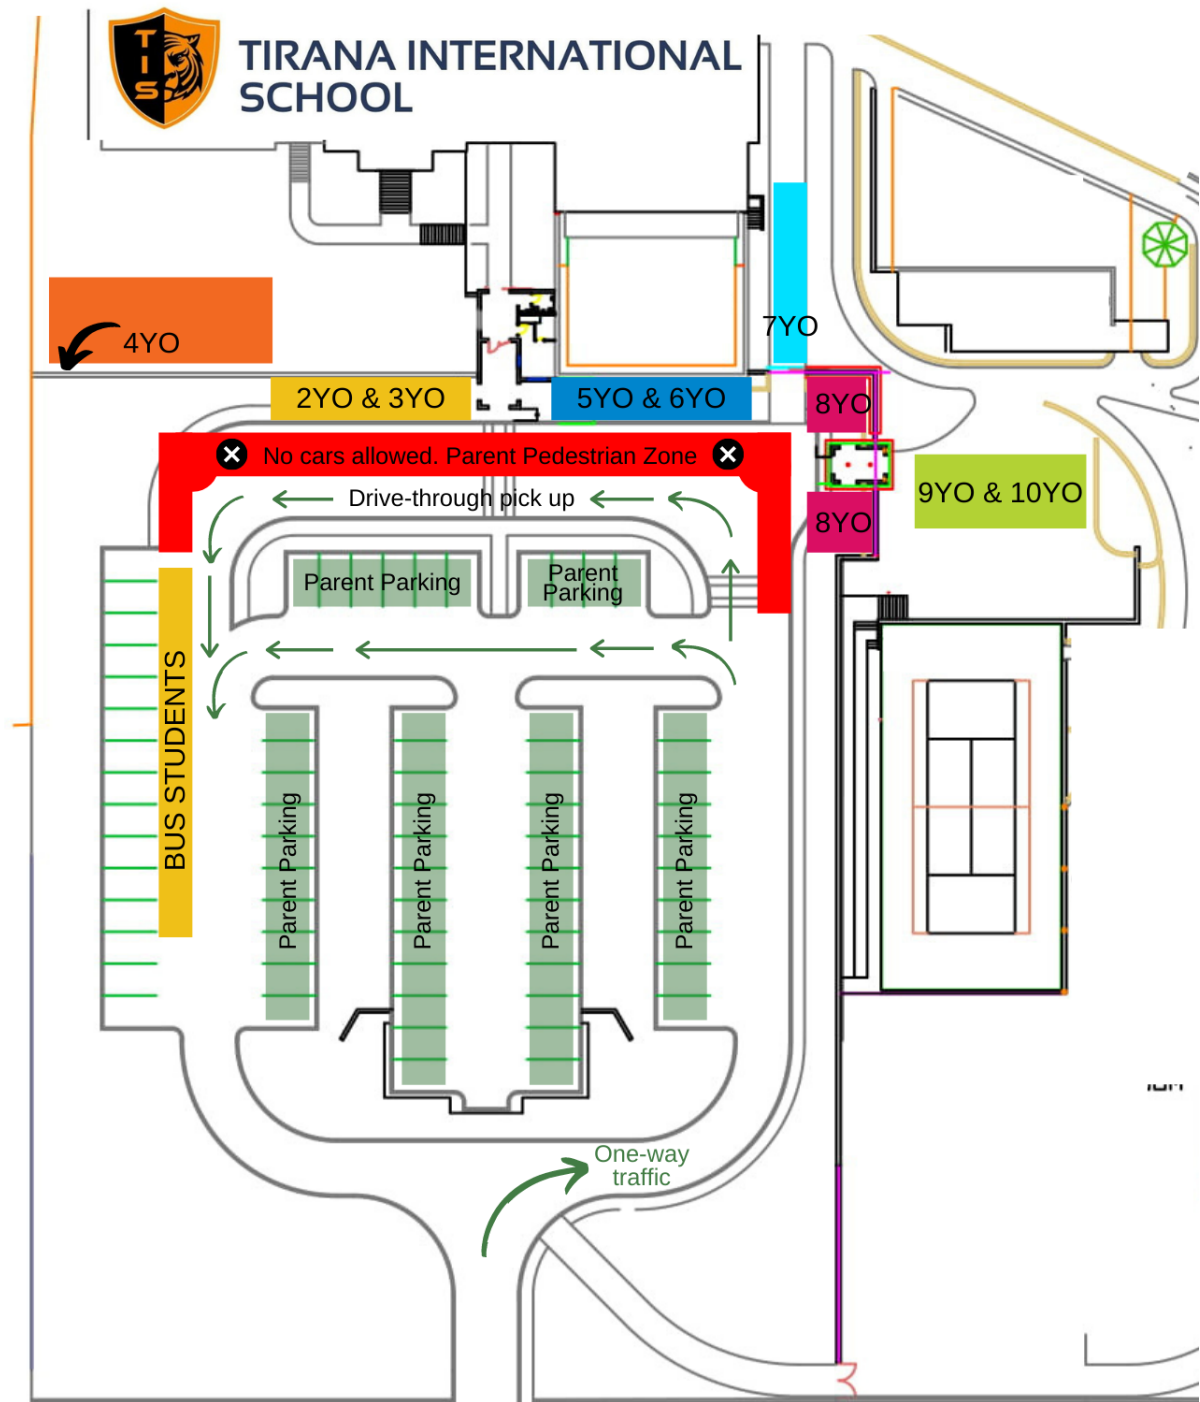 T
I
S
TIRANA INTERNATIONAL
SCHOOL
7YO
4YO
2YO & 3YO
5YO & 6YO
8YO
No cars allowed. Parent Pedestrian Zone
Drive-through pick up
9YO & 10YO
8YO
Parent Parking
Parent
Parking
BUS STUDENTS
Parent Parking
Parent Parking
Parent Parking
Parent Parking
One-way
traffic